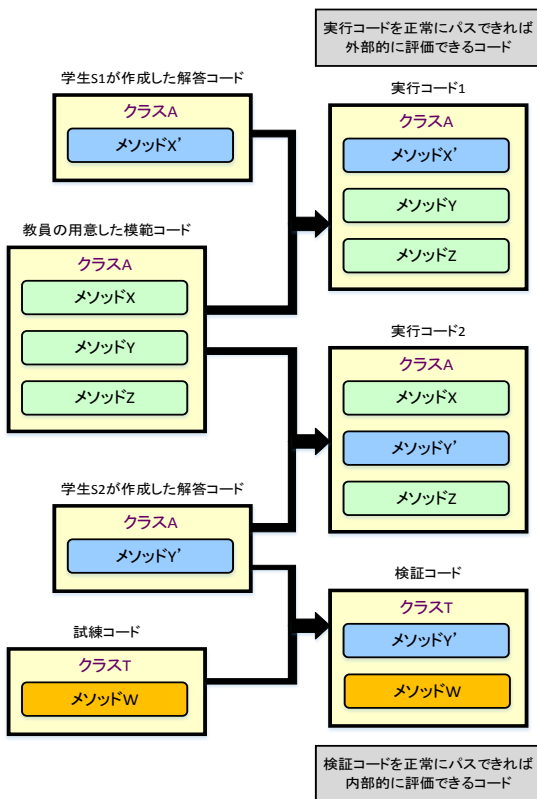 実行コードを正常にパスできれば
外部的に評価できるコード
学生S1が作成した解答コード
クラスA
メソッドX’
実行コード1
クラスA
メソッドX’
メソッドY
メソッドZ
教員の用意した模範コード
クラスA
メソッドX
メソッドY
メソッドZ
実行コード2
クラスA
メソッドX
メソッドY’
メソッドZ
学生S2が作成した解答コード
クラスA
メソッドY’
検証コード
クラスT
メソッドY’
メソッドW
試練コード
クラスT
メソッドW
検証コードを正常にパスできれば
内部的に評価できるコード